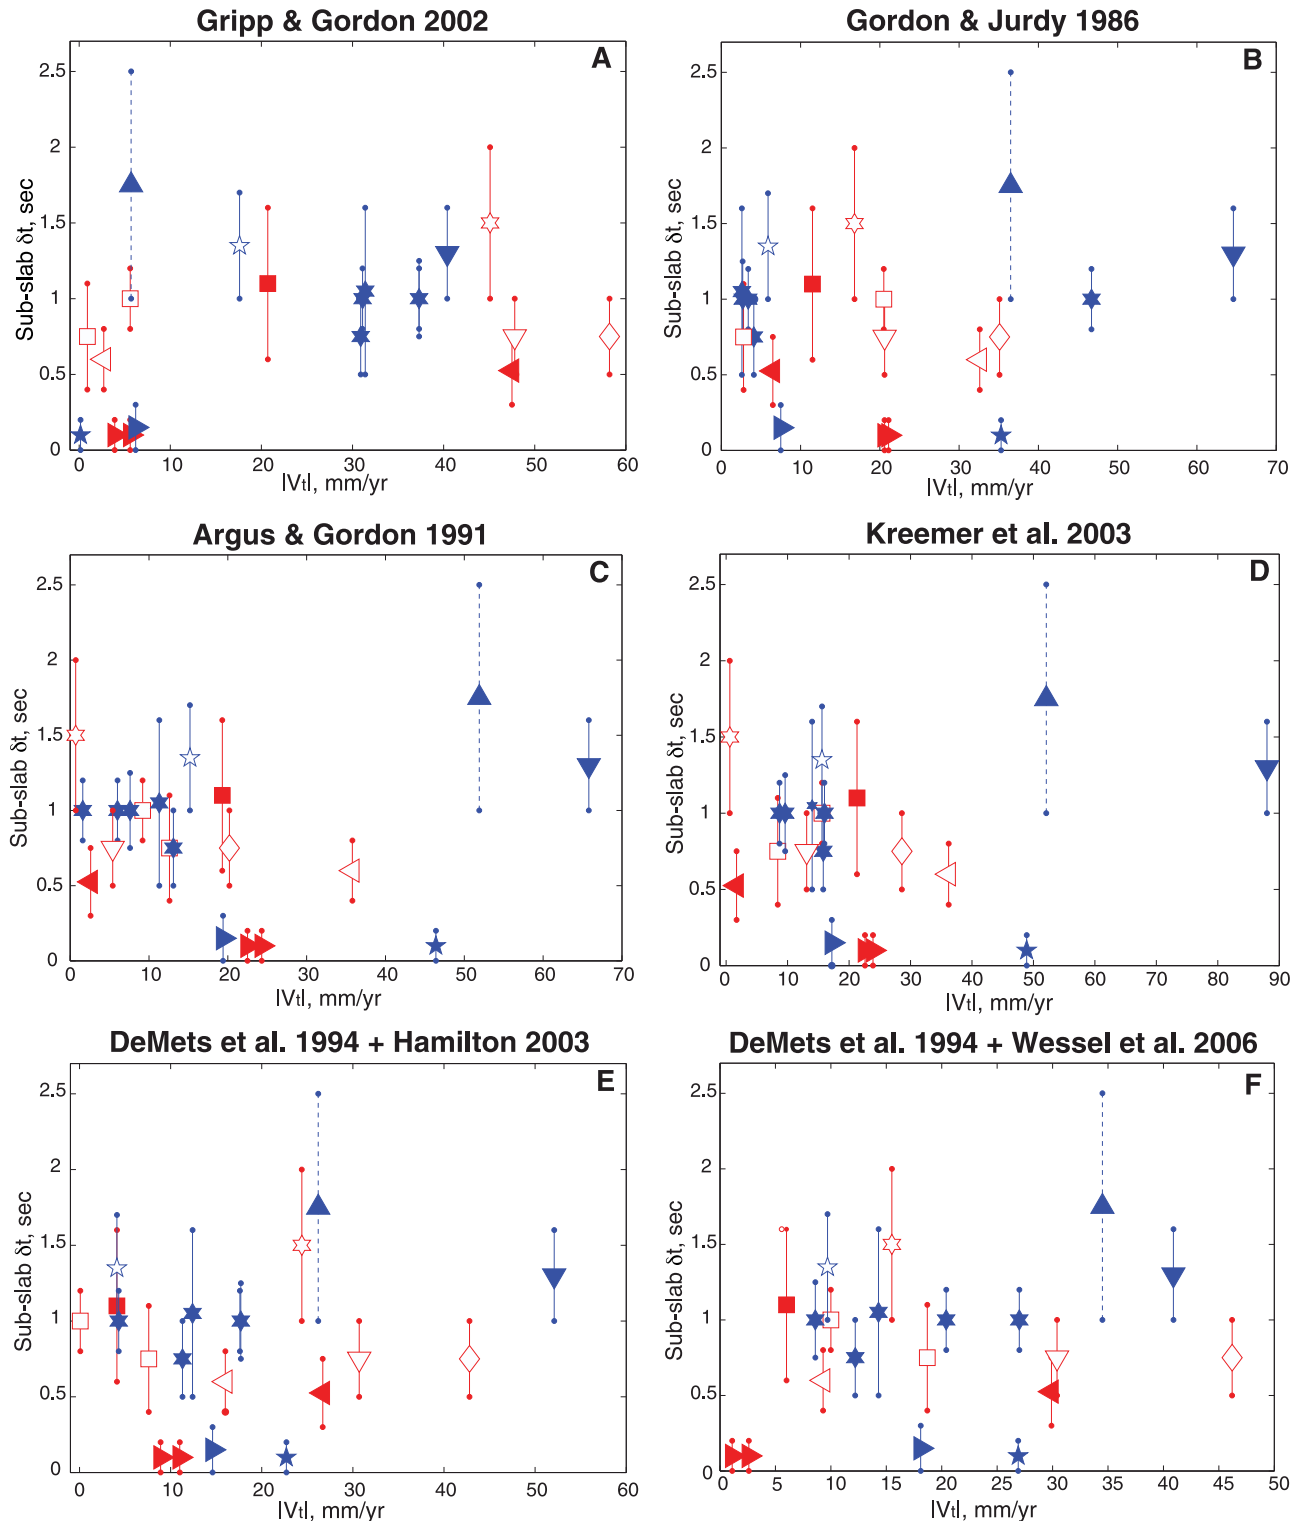 Gripp & Gordon 2002
A
2.5
2
1.5
1
0.5
0
Sub-slab δt, sec
0 10 20 30 40 50 60
|Vt|, mm/yr
Gordon & Jurdy 1986
B
2.5
2
1.5
1
0.5
0
Sub-slab δt, sec
0 10 20 30 40 50 60 70
|Vt|, mm/yr
Argus & Gordon 1991
C
2.5
2
1.5
1
0.5
0
Sub-slab δt, sec
0 10 20 30 40 50 60 70
|Vt|, mm/yr
Kreemer et al. 2003
D
2.5
2
1.5
1
0.5
0
Sub-slab δt, sec
0 10 20 30 40 50 60 70 80 90
|Vt|, mm/yr
DeMets et al. 1994 + Hamilton 2003
E
2.5
2
1.5
1
0.5
0
Sub-slab δt, sec
0 10 20 30 40 50 60
|Vt|, mm/yr
DeMets et al. 1994 + Wessel et al. 2006
F
2.5
2
1.5
1
0.5
0
Sub-slab δt, sec
0 5 10 15 20 25 30 35 40 45 50
|Vt|, mm/yr